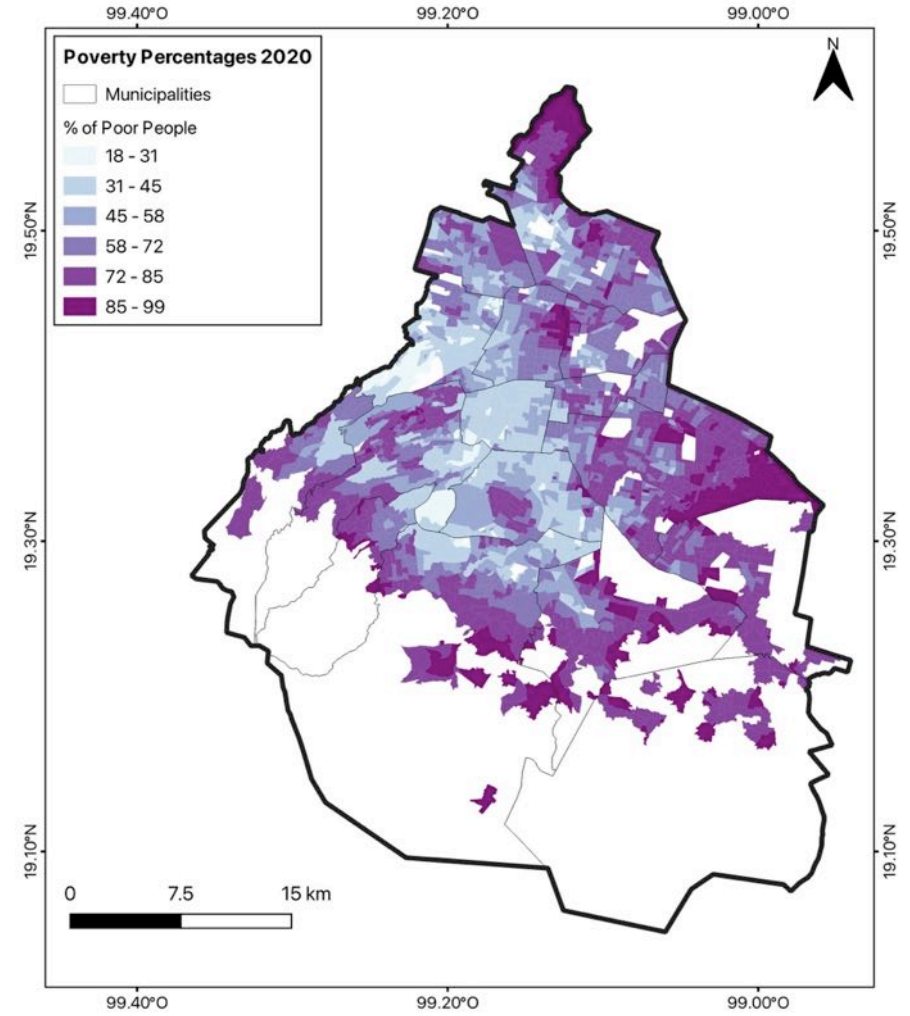 99.40°O 99.20°O 99.00°O
Poverty Percentages 2020
Municipalities
% of Poor People
18 - 31
31 - 45
45 - 58
58 - 72
72 - 85
85 - 99
N
19.50°N 19.50°N
19.30°N 19.30°N
19.10°N 19.10°N
0 7.5 15 km
99.40°O 99.20°O 99.00°O